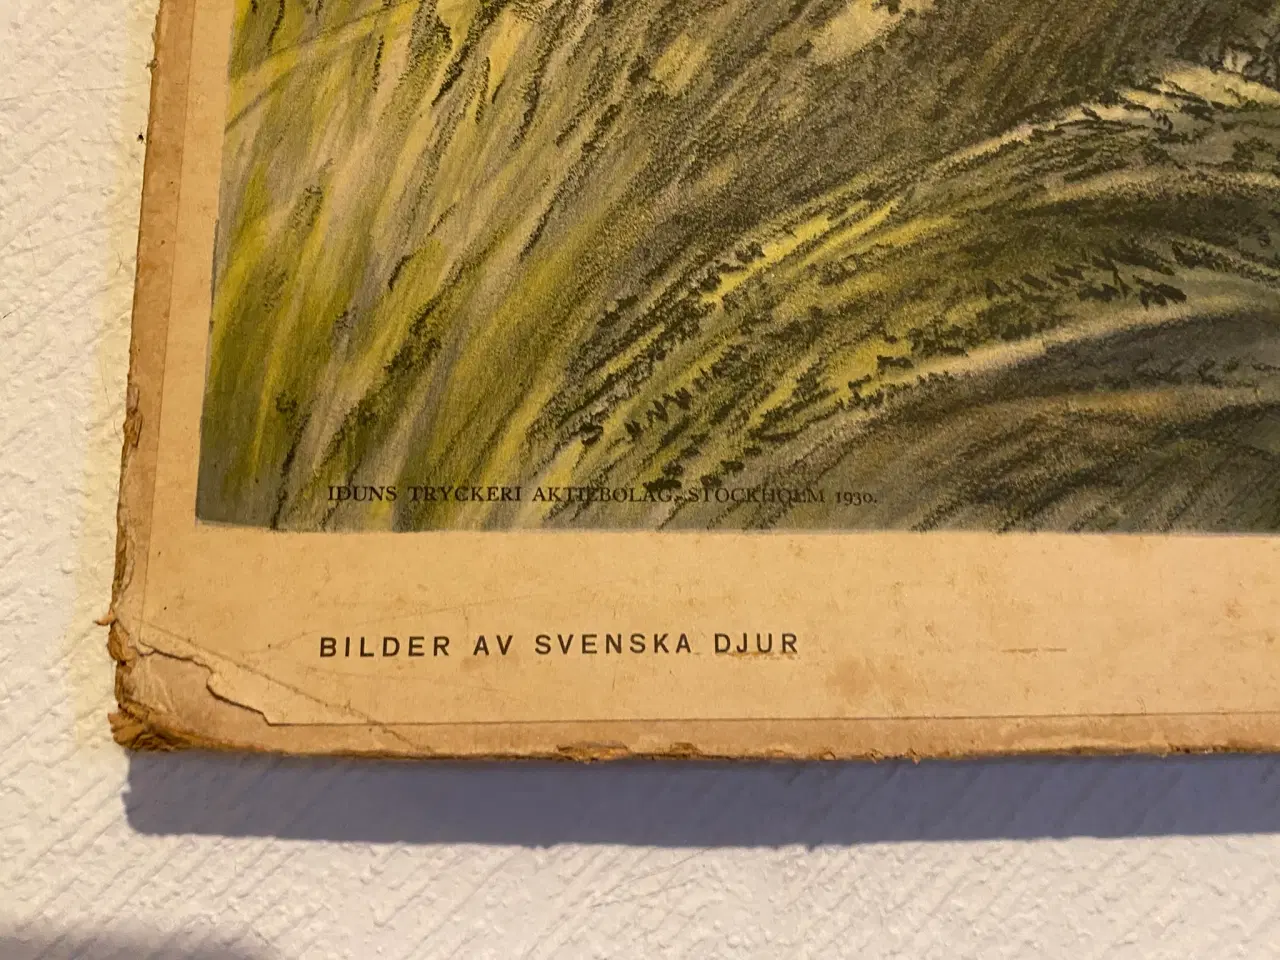 IDUNS TRYCKERI AKTIEBOLAG, STOCKHOLM 1930.
BILDER AV SVENSKA DJUR